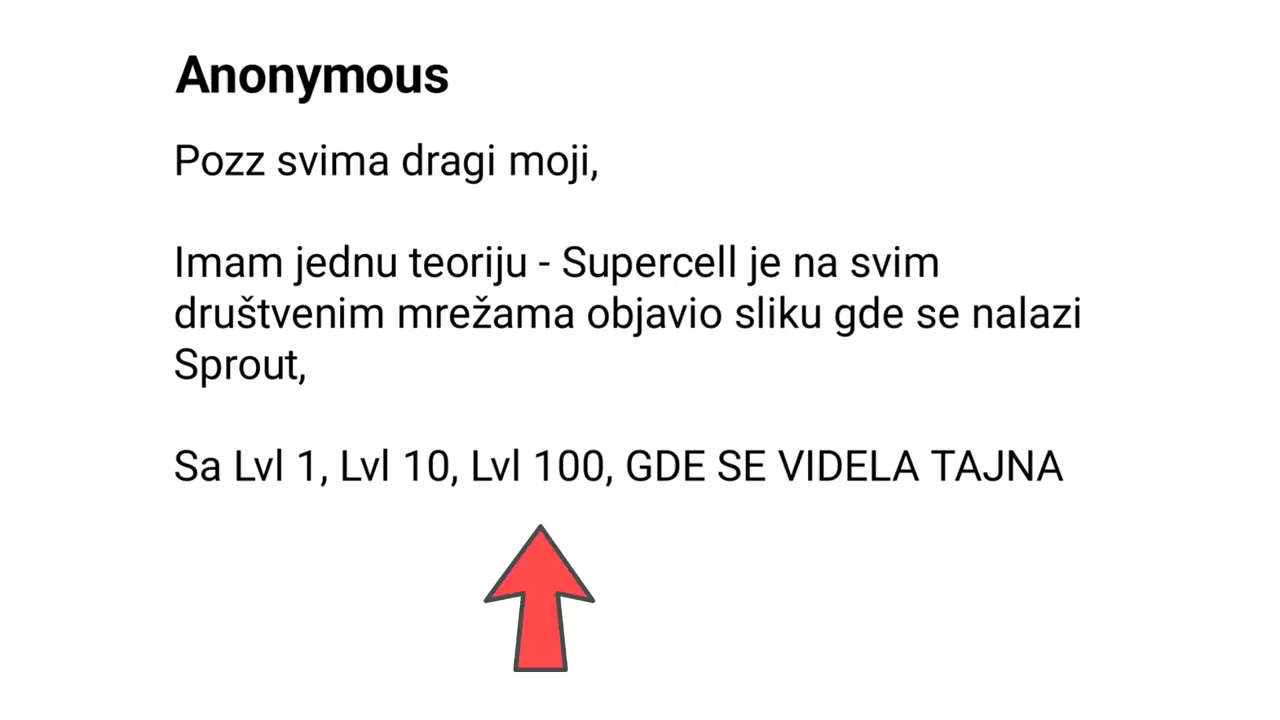 Anonymous
Pozz svima dragi moji,
Imam jednu teoriju - Supercell je na svim
društvenim mrežama objavio sliku gde se nalazi
Sprout,
Sa Lvl 1, Lvl 10, Lvl 100, GDE SE VIDELA TAJNA